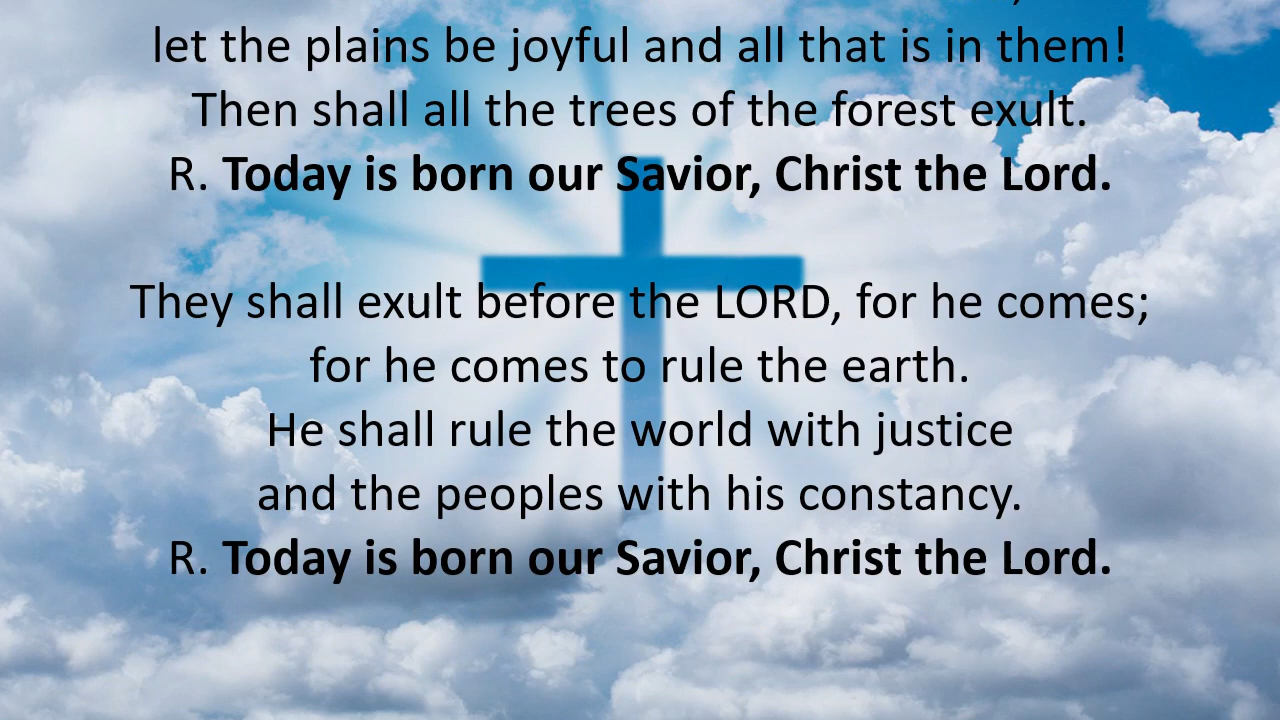 let the plains be joyful and all that is in them!
Then shall all the trees of the forest exult.
R. Today is born our Savior, Christ the Lord.
They shall exult before the LORD, for he comes;
for he comes to rule the earth.
He shall rule the world with justice
and the peoples with his constancy.
R. Today is born our Savior, Christ the Lord.